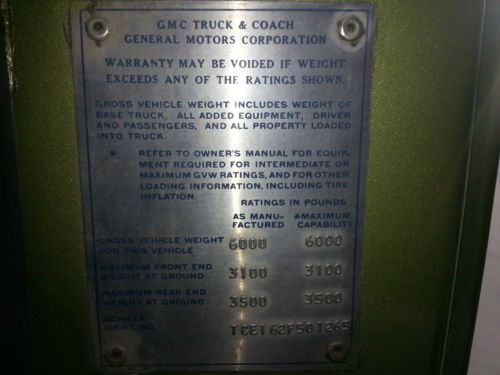 GMC TRUCK & COACH
GENERAL MOTORS CORPORATION
WARRANTY MAY BE VOIDED IF WEIGHT
EXCEEDS ANY OF THE RATINGS SHOWN.
GROSS VEHICLE WEIGHT INCLUDES WEIGHT OF
BASE TRUCK, ALL ADDED EQUIPMENT, DRIVER
AND PASSENGERS, AND ALL PROPERTY LOADED
INTO TRUCK.
* REFER TO OWNER'S MANUAL FOR EQUIP-
MENT REQUIRED FOR INTERMEDIATE OR
MAXIMUM GVW RATINGS, AND FOR OTHER
LOADING INFORMATION, INCLUDING TIRE
INFLATION.
RATINGS IN POUNDS
AS MANU- *MAXIMUM
FACTURED CAPABILITY
GROSS VEHICLE WEIGHT
FOR THIS VEHICLE 6000 6000
MAXIMUM FRONT END
WEIGHT AT GROUND 3100 3100
MAXIMUM REAR END
WEIGHT AT GROUND 3500 3500
VEHICLE
IDENT. NO. TCE162F501265